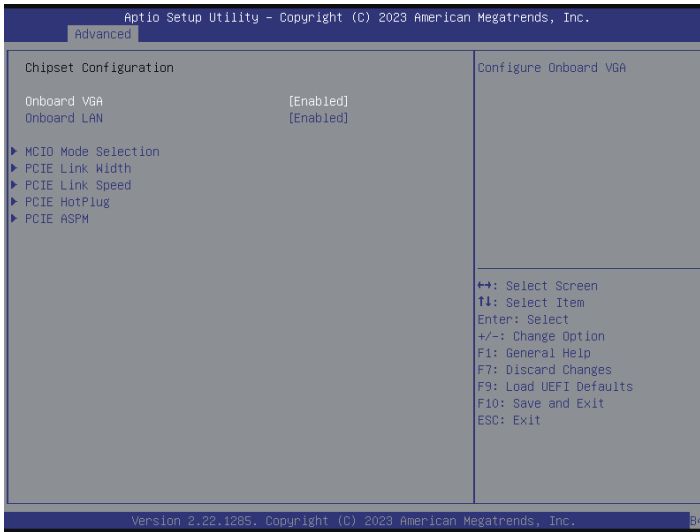 Aptio Setup Utility – Copyright (C) 2023 American Megatrends, Inc.
Advanced
Chipset Configuration
Onboard VGA [Enabled]
Onboard LAN [Enabled]
MCIO Mode Selection
PCIE Link Width
PCIE Link Speed
PCIE HotPlug
PCIE ASPM
Configure Onboard VGA
↔: Select Screen
↑↓: Select Item
Enter: Select
+/-: Change Option
F1: General Help
F7: Discard Changes
F9: Load UEFI Defaults
F10: Save and Exit
ESC: Exit
Version 2.22.1285. Copyright (C) 2023 American Megatrends, Inc.